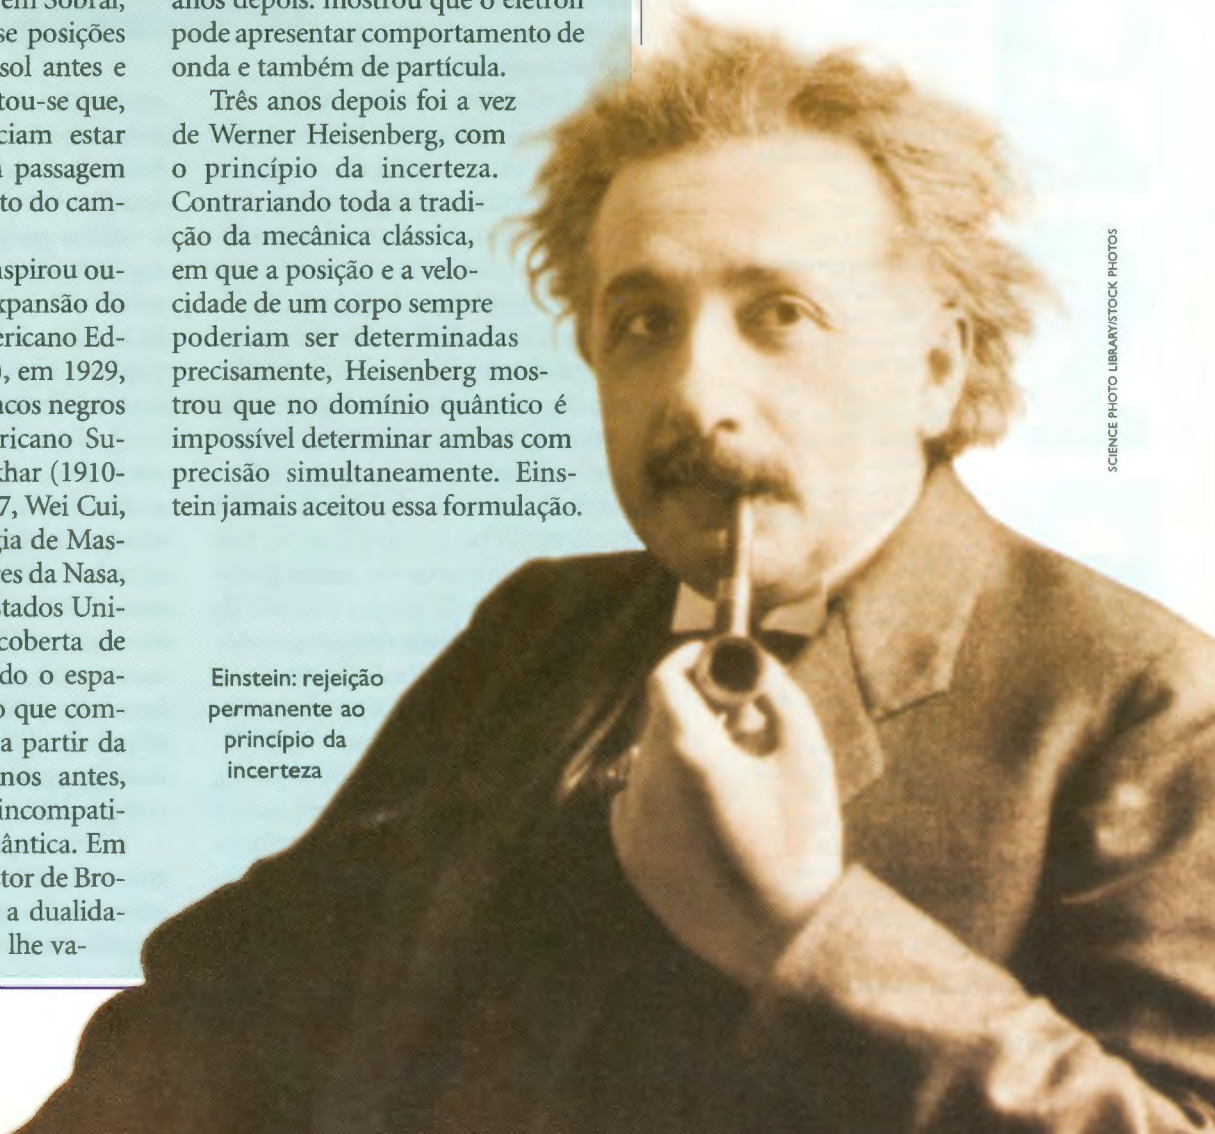 em Sobral,
se posições
sol antes e
tou-se que,
ciam estar
passagem
to do cam-
nspirou ou-
xpansão do
ericano Ed-
, em 1929,
acos negros
ricano Su-
khar (1910-
7, Wei Cui,
gia de Mas-
res da Nasa,
stados Uni-
coberta de
do o espa-
o que com-
a partir da
nos antes,
incompati-
ântica. Em
tor de Bro-
a dualida-
lhe va-
anos depois. mostrou que o elétron
pode apresentar comportamento de
onda e também de partícula.
Três anos depois foi a vez
de Werner Heisenberg, com
o princípio da incerteza.
Contrariando toda a tradi-
ção da mecânica clássica,
em que a posição e a velo-
cidade de um corpo sempre
poderiam ser determinadas
precisamente, Heisenberg mos-
trou que no domínio quântico é
impossível determinar ambas com
precisão simultaneamente. Eins-
tein jamais aceitou essa formulação.
Einstein: rejeição
permanente ao
princípio da
incerteza
SCIENCE PHOTO LIBRARY/STOCK PHOTOS